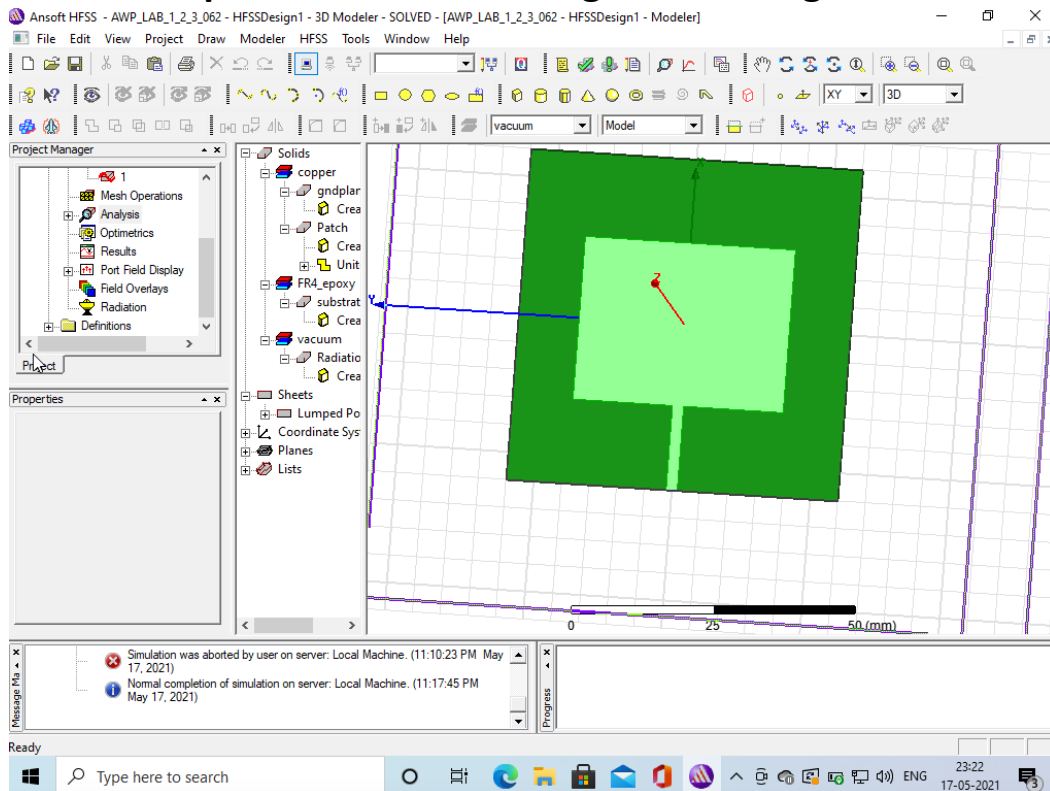 Ansoft HFSS - AWP_LAB_1_2_3_062 - HFSSDesign1 - 3D Modeler - SOLVED - [AWP_LAB_1_2_3_062 - HFSSDesign1 - Modeler]
File Edit View Project Draw Modeler HFSS Tools Window Help
XY 3D
vacuum Model
Project Manager
1
Mesh Operations
Analysis
Optimetrics
Results
Port Field Display
Field Overlays
Radiation
Definitions
Project
Properties
Solids
copper
gndplar
Crea
Patch
Crea
Unit
FR4_epoxy
substrat
Crea
vacuum
Radiatio
Crea
Sheets
Lumped Po
Coordinate Sys
Planes
Lists
Z
Y
0 25 50 (mm)
Message Ma
Simulation was aborted by user on server: Local Machine. (11:10:23 PM May
17, 2021)
Normal completion of simulation on server: Local Machine. (11:17:45 PM
May 17, 2021)
Progress
Ready
Type here to search
ENG
23:22
17-05-2021
3